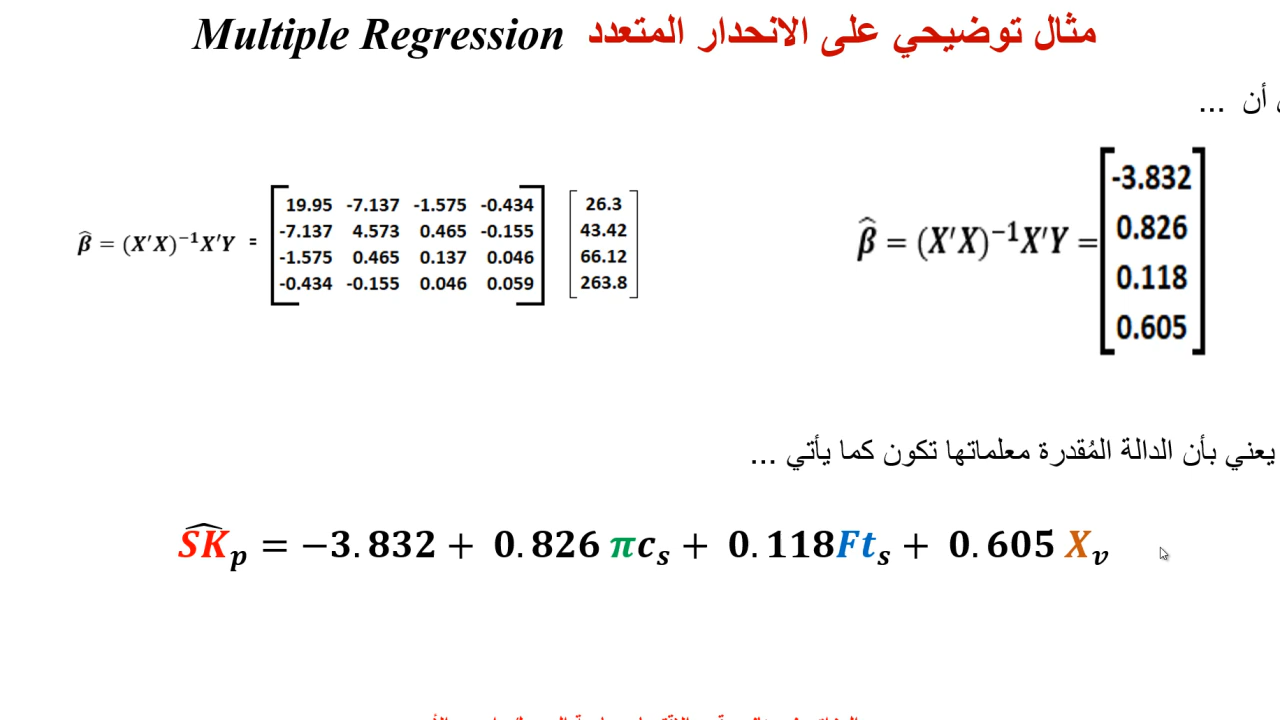 مثال توضيحي على الانحدار المتعدد Multiple Regression
أن ...
β̂ = (X′X)⁻¹X′Y =
19.95 -7.137 -1.575 -0.434
-7.137 4.573 0.465 -0.155
-1.575 0.465 0.137 0.046
-0.434 -0.155 0.046 0.059
26.3
43.42
66.12
263.8
β̂ = (X′X)⁻¹X′Y =
-3.832
0.826
0.118
0.605
يعني بأن الدالة المُقدرة معلماتها تكون كما يأتي ...
ŜK̂ₚ = −3.832 + 0.826 πcₛ + 0.118Ftₛ + 0.605 Xᵥ